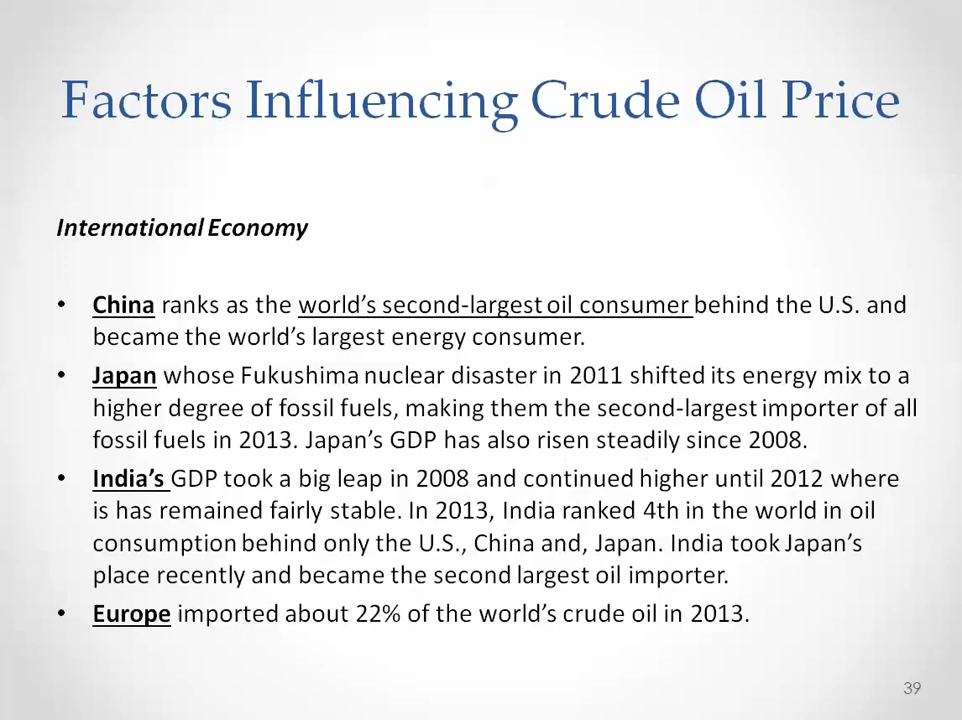 Factors Influencing Crude Oil Price
International Economy
• China ranks as the world's second-largest oil consumer behind the U.S. and
became the world's largest energy consumer.
• Japan whose Fukushima nuclear disaster in 2011 shifted its energy mix to a
higher degree of fossil fuels, making them the second-largest importer of all
fossil fuels in 2013. Japan's GDP has also risen steadily since 2008.
• India's GDP took a big leap in 2008 and continued higher until 2012 where
is has remained fairly stable. In 2013, India ranked 4th in the world in oil
consumption behind only the U.S., China and, Japan. India took Japan's
place recently and became the second largest oil importer.
• Europe imported about 22% of the world's crude oil in 2013.
39